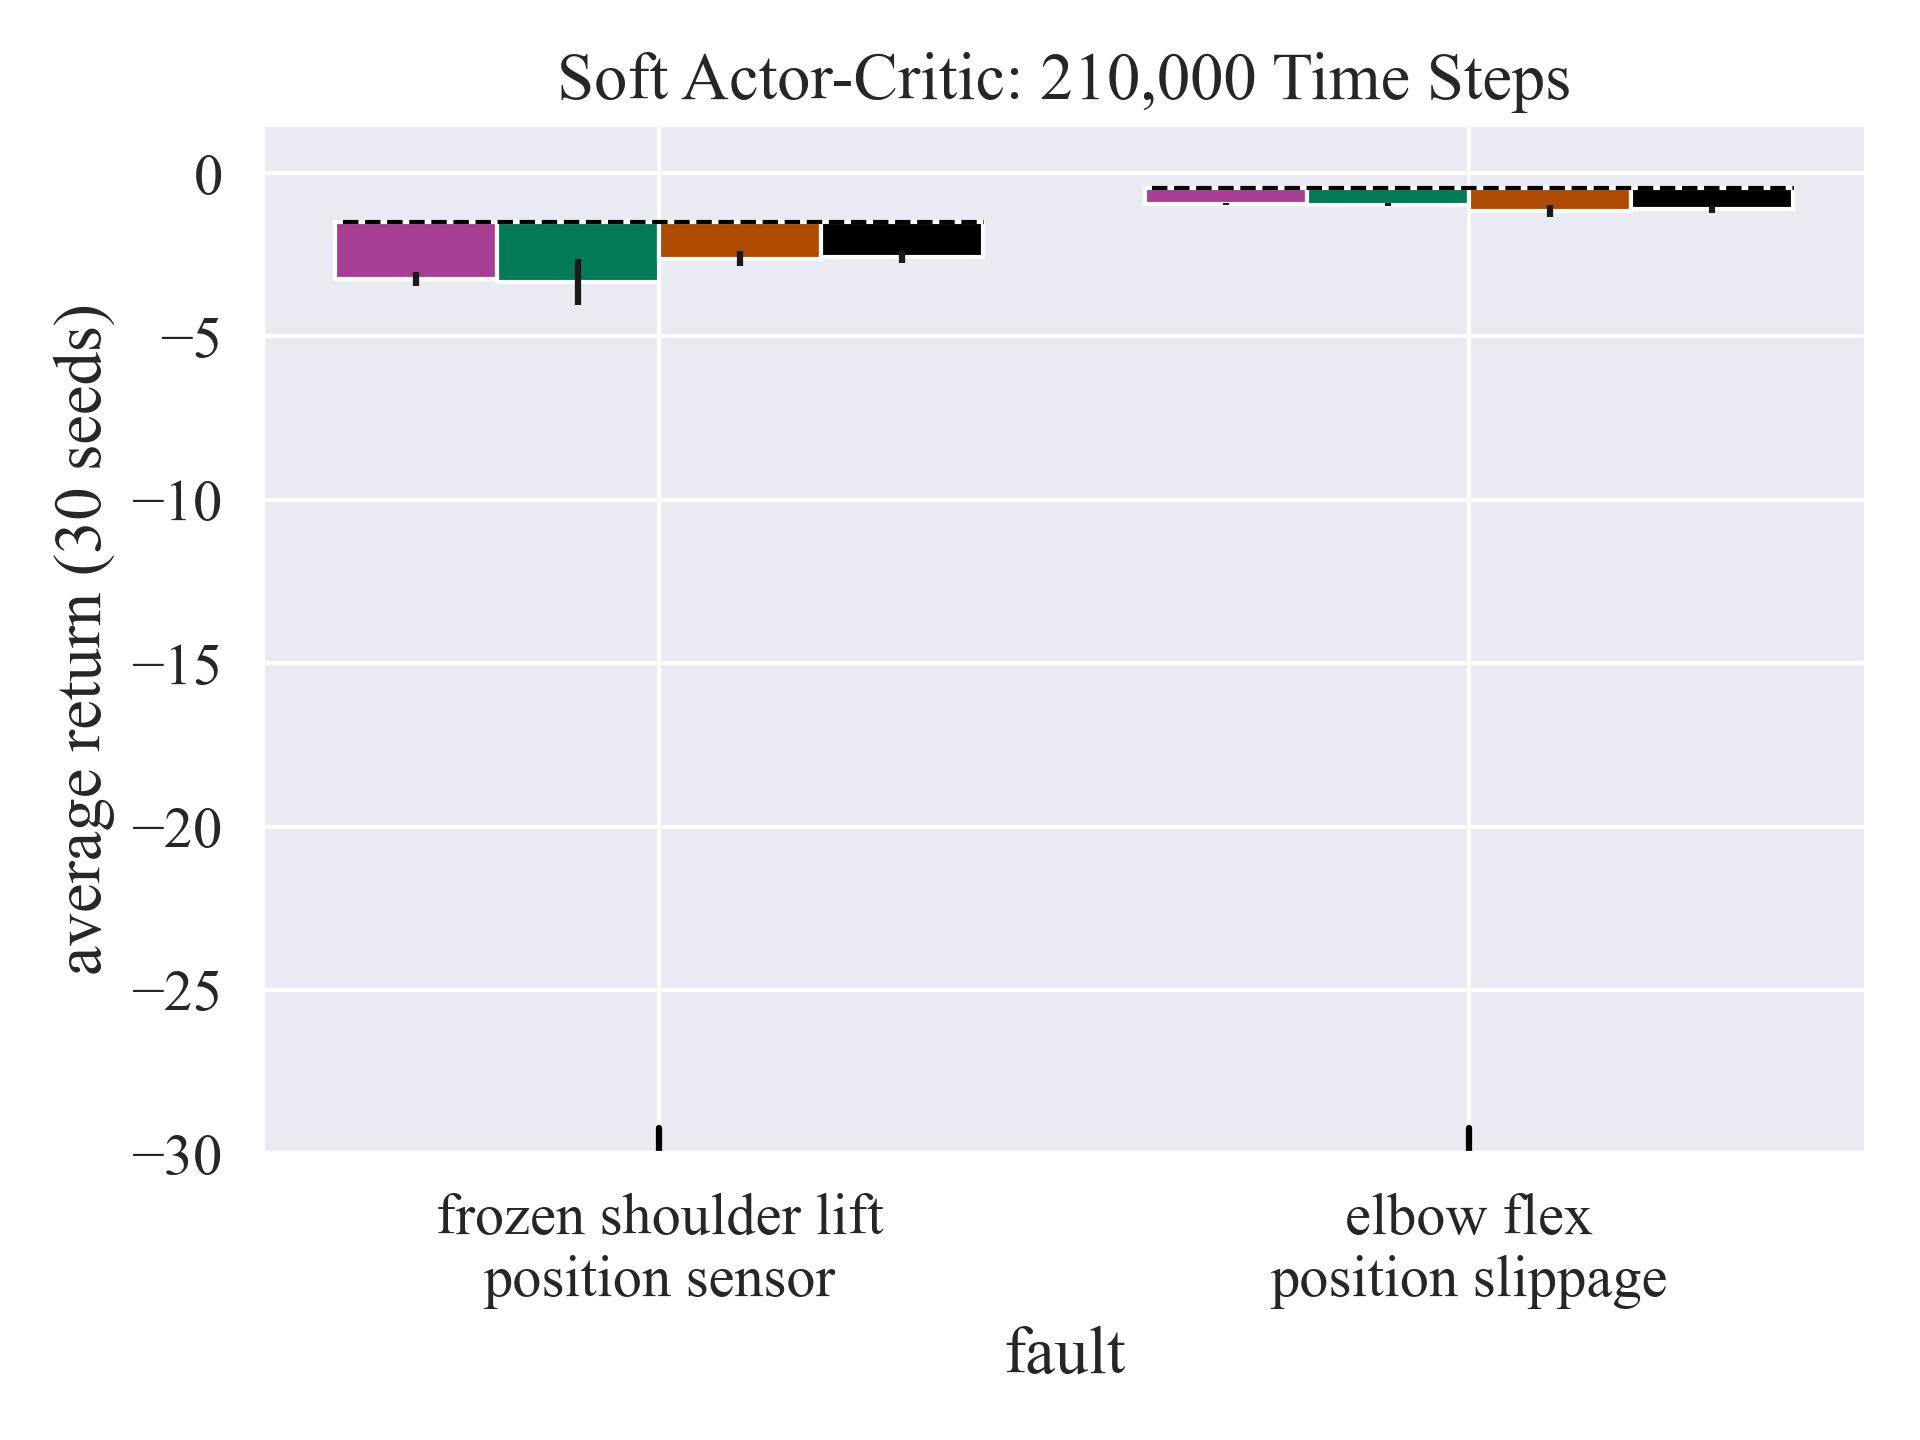 Soft Actor-Critic: 210,000 Time Steps
average return (30 seeds)
0
−5
−10
−15
−20
−25
−30
frozen shoulder lift
position sensor
elbow flex
position slippage
fault